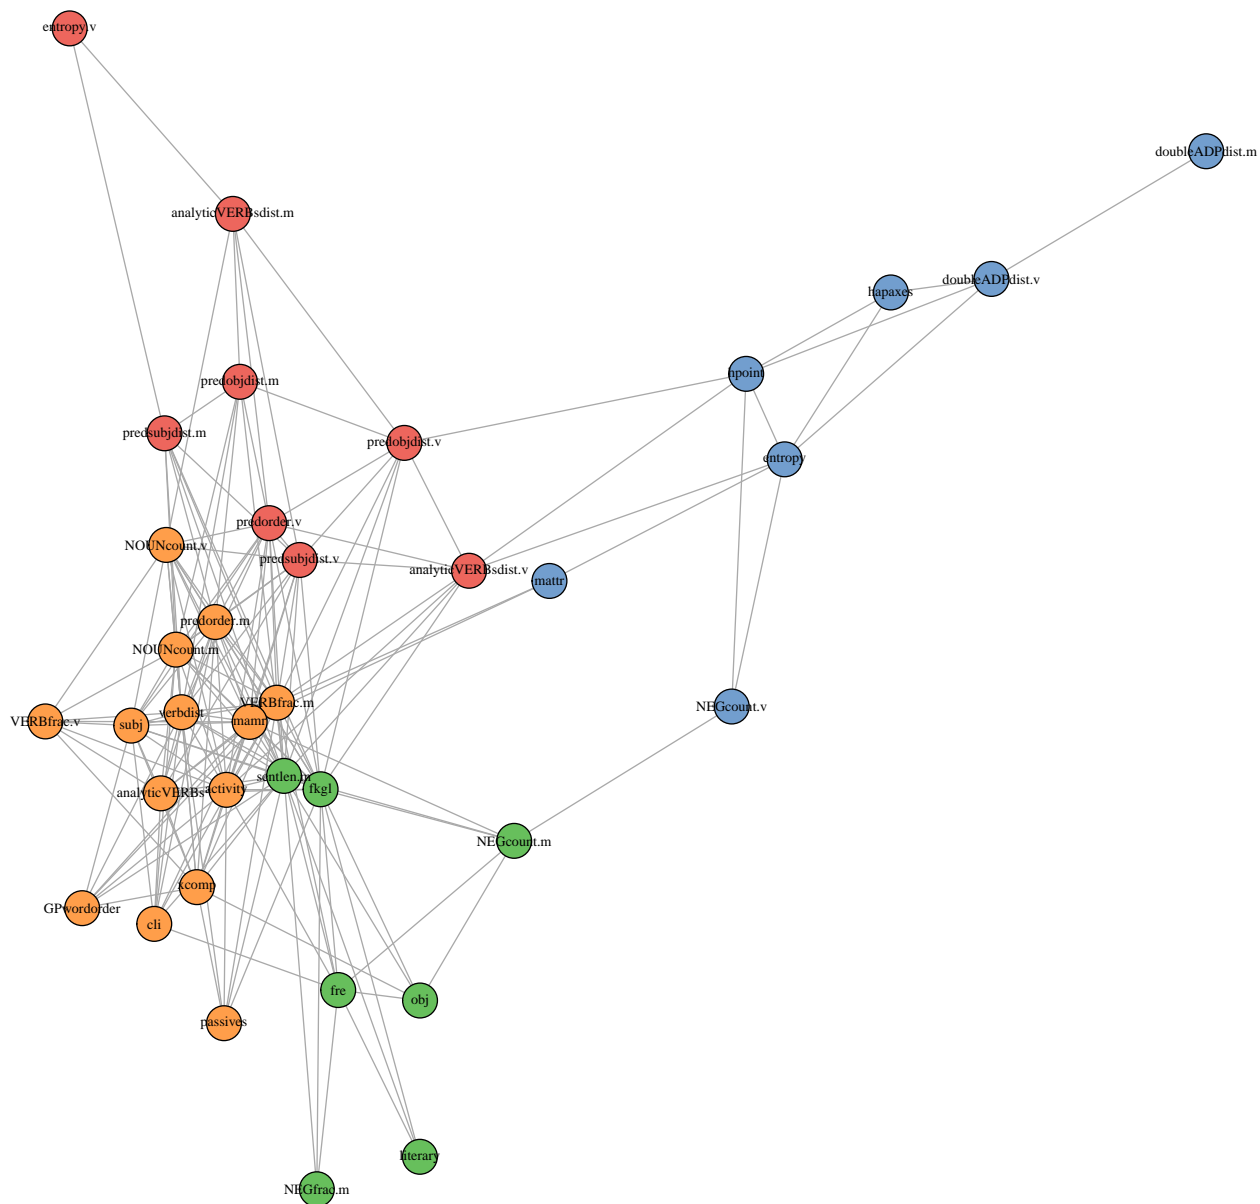 entropy.v
doubleADPdist.m
analyticVERBsdist.m
doubleADPdist.v
hapaxes
npoint
predobjdist.m
predsubjdist.m
predobjdist.v
entropy
predorder.v
NOUNcount.v
predsubjdist.v
analyticVERBsdist.v
mattr
predorder.m
NOUNcount.m
VERBfrac.m
NEGcount.v
verbdist
VERBfrac.v
subj
mamr
sentlen.m
fkgl
analyticVERBs
activity
NEGcount.m
xcomp
GPwordorder
cli
fre
obj
passives
literary
NEGfrac.m